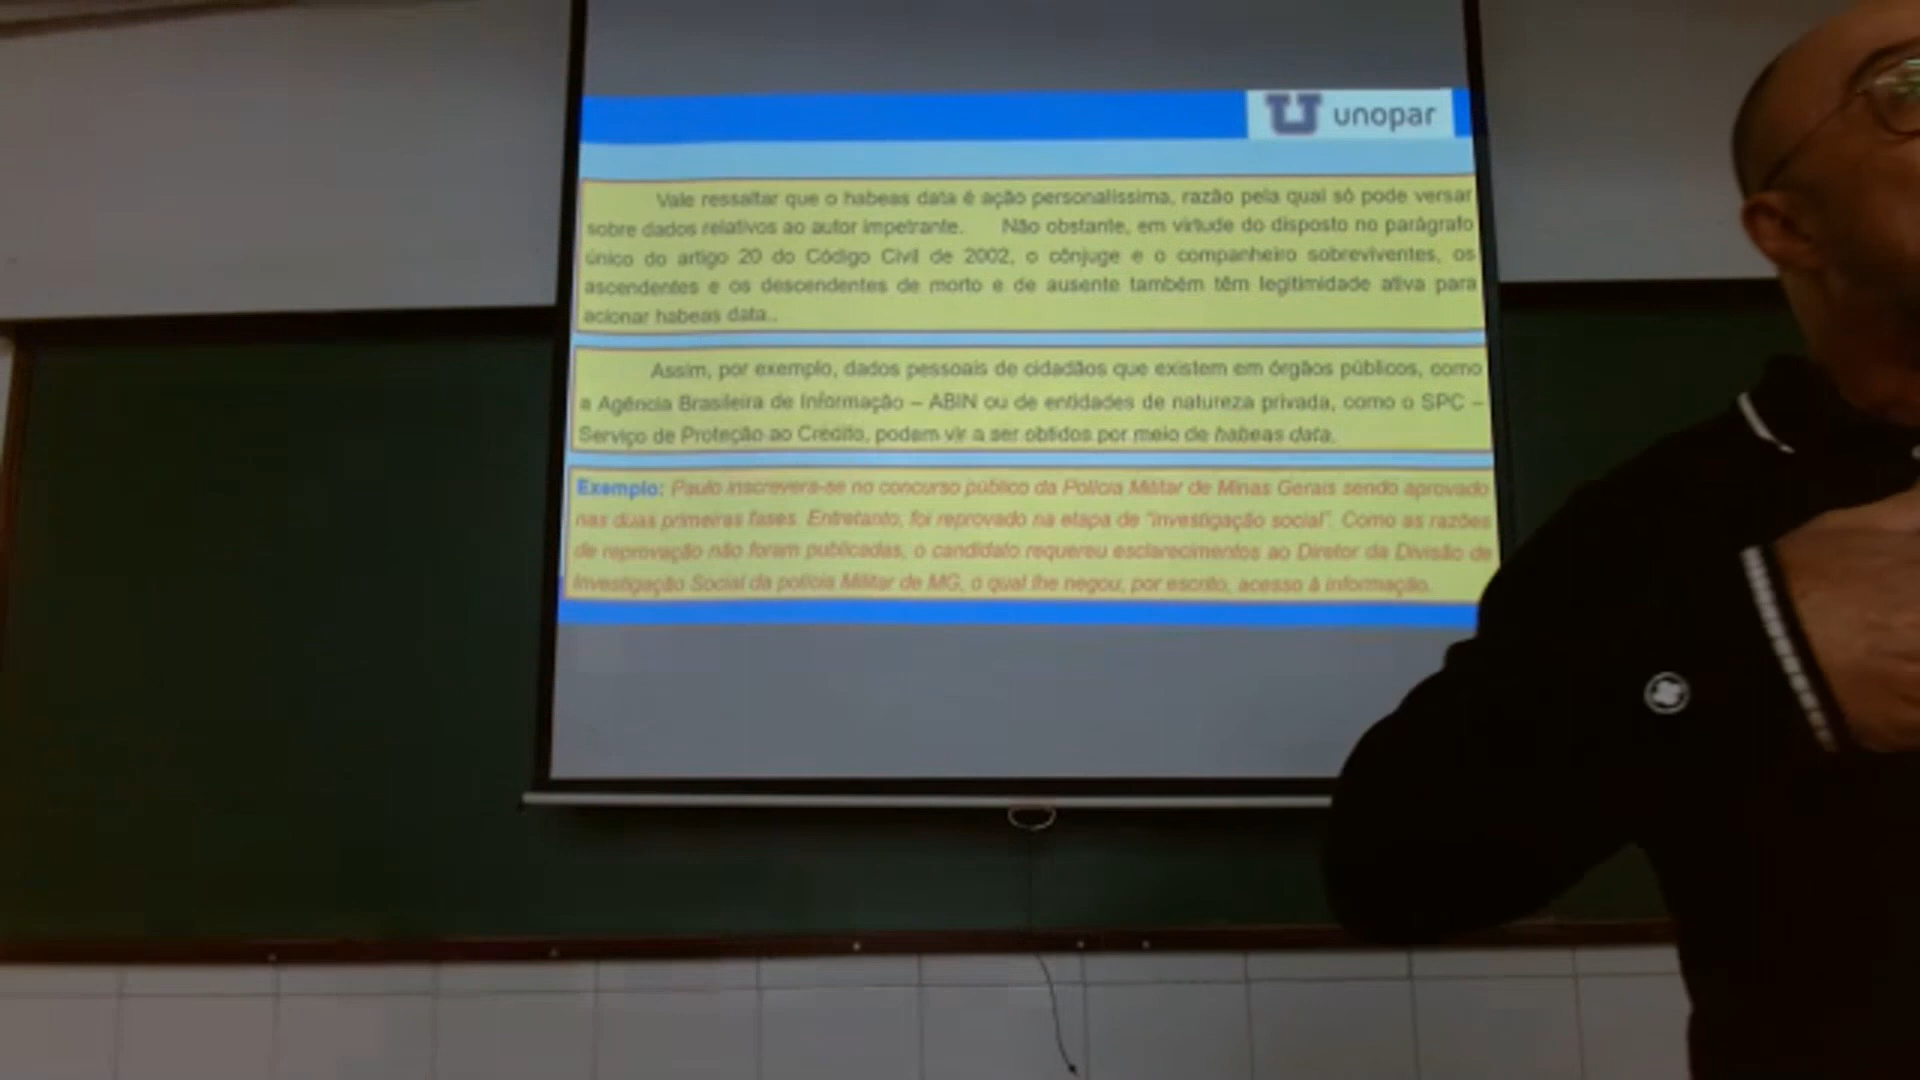 unopar
Vale ressaltar que o habeas data é ação personalíssima, razão pela qual só pode versar
sobre dados relativos ao autor impetrante. Não obstante, em virtude do disposto no parágrafo
único do artigo 20 do Código Civil de 2002, o cônjuge e o companheiro sobreviventes, os
ascendentes e os descendentes de morto e de ausente também têm legitimidade ativa para
acionar habeas data..
Assim, por exemplo, dados pessoais de cidadãos que existem em órgãos públicos, como
a Agência Brasileira de Informação – ABIN ou de entidades de natureza privada, como o SPC –
Serviço de Proteção ao Crédito, podem vir a ser obtidos por meio de habeas data.
Exemplo: Paulo inscrevera-se no concurso público da Polícia Militar de Minas Gerais sendo aprovado
nas duas primeiras fases. Entretanto, foi reprovado na etapa de "investigação social". Como as razões
de reprovação não foram publicadas, o candidato requereu esclarecimentos ao Diretor da Divisão de
Investigação Social da polícia Militar de MG, o qual lhe negou, por escrito, acesso à informação.